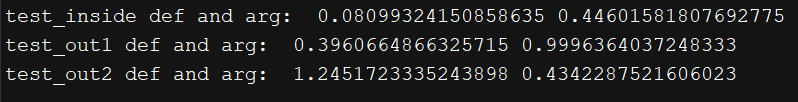 test_inside def and arg:  0.08099324150858635 0.44601581807692775
test_out1 def and arg:  0.3960664866325715 0.9996364037248333
test_out2 def and arg:  1.2451723335243898 0.4342287521606023